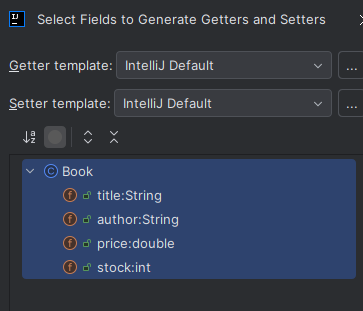 IJ
Select Fields to Generate Getters and Setters
Getter template: IntelliJ Default ...
Setter template: IntelliJ Default ...
Book
title:String
author:String
price:double
stock:int